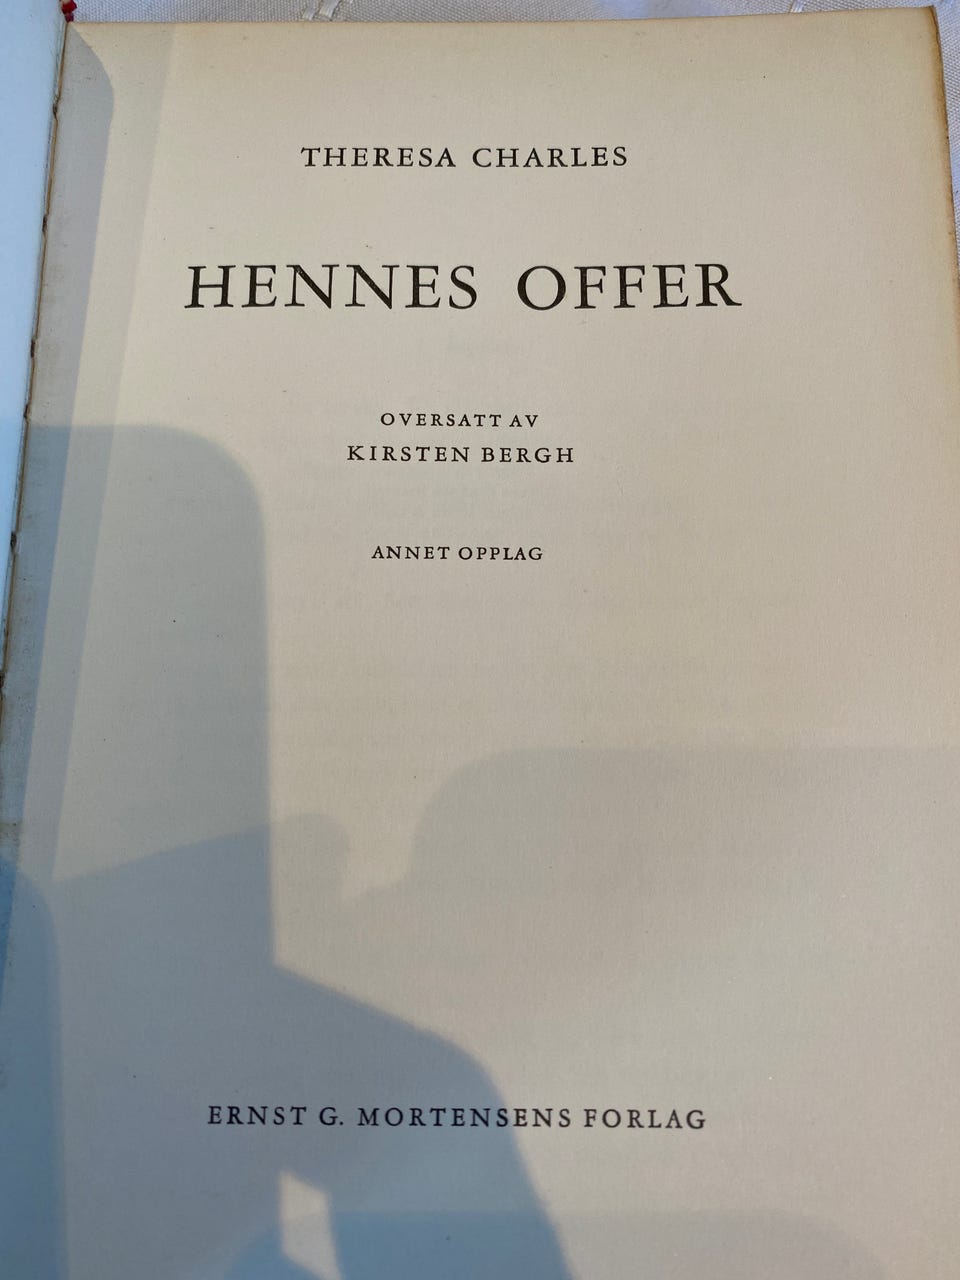 THERESA CHARLES
HENNES OFFER
OVERSATT AV
KIRSTEN BERGH
ANNET OPPLAG
ERNST G. MORTENSENS FORLAG